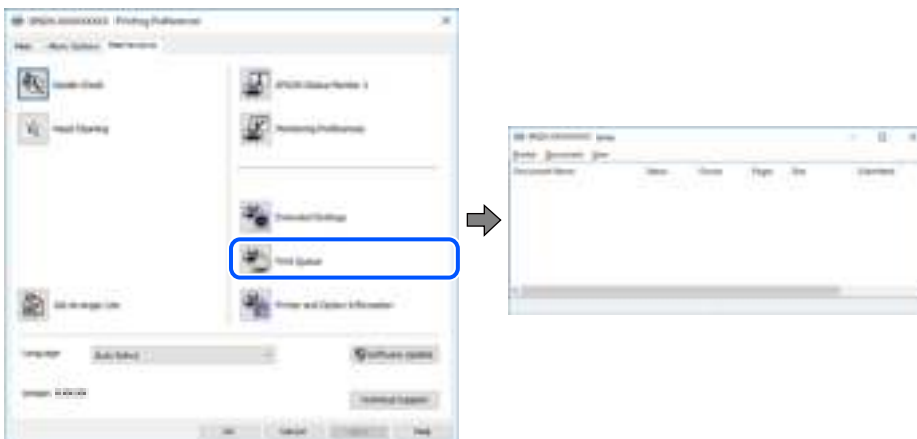 Printing Preferences
Main More Options Maintenance
Nozzle Check
Head Cleaning
EPSON Status Monitor 3
Monitoring Preferences
Extended Settings
Print Queue
Job Arranger Lite
Printer and Option Information
Language
Auto Select
Software Update
Version
Technical Support
OK Cancel Help
Printer Document View
Document Name Status Owner Pages Size Submitted